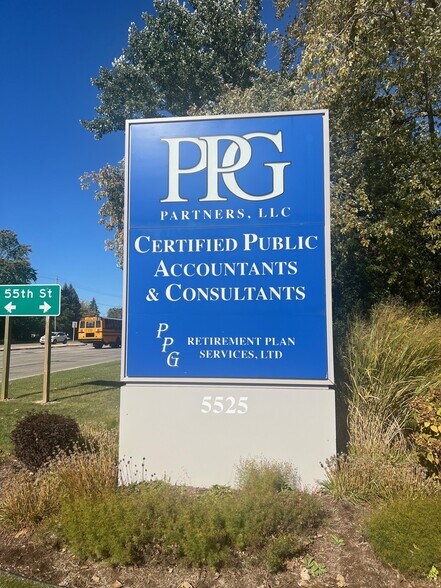 PPG
PARTNERS, LLC
CERTIFIED PUBLIC
ACCOUNTANTS
& CONSULTANTS
PPG RETIREMENT PLAN
SERVICES, LTD
5525
55th St